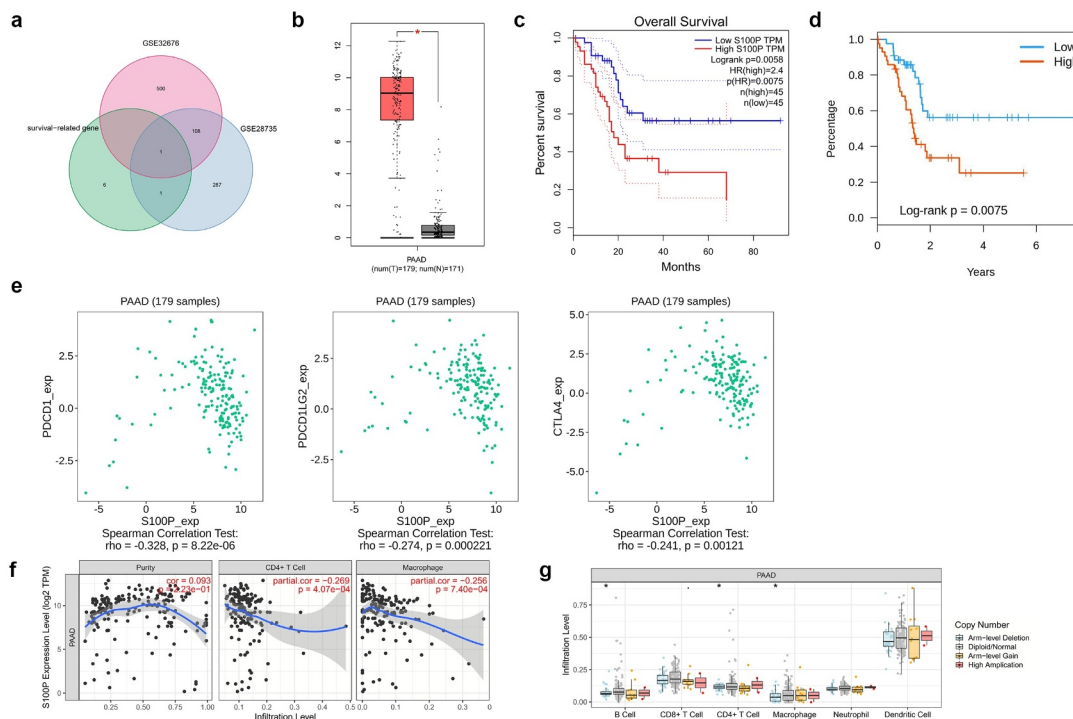 a
GSE32676
500
survival-related gene
108
GSE28735
1
6
1
287
b
*
12
10
8
6
4
2
0
PAAD
(num(T)=179; num(N)=171)
c
Overall Survival
Low S100P TPM
High S100P TPM
Logrank p=0.0058
HR(high)=2.4
p(HR)=0.0075
n(high)=45
n(low)=45
Percent survival
1.0
0.8
0.6
0.4
0.2
0.0
0 20 40 60 80
Months
d
Low
High
Percentage
1.0
0.8
0.6
0.4
0.2
0.0
Log-rank p = 0.0075
0 2 4 6
Years
e
PAAD (179 samples)
PDCD1_exp
2.5
0.0
-2.5
-5 0 5 10
S100P_exp
Spearman Correlation Test:
rho = -0.328, p = 8.22e-06
PAAD (179 samples)
PDCD1LG2_exp
2.5
0.0
-2.5
-5 0 5 10
S100P_exp
Spearman Correlation Test:
rho = -0.274, p = 0.000221
PAAD (179 samples)
CTLA4_exp
5.0
2.5
0.0
-2.5
-5.0
-5 0 5 10
S100P_exp
Spearman Correlation Test:
rho = -0.241, p = 0.00121
f
Purity CD4+ T Cell Macrophage
cor = 0.093
partial.cor = -0.269
p = 4.07e-04
partial.cor = -0.256
p = 7.40e-04
S100P Expression Level (log2 TPM)
PAAD
10
5
0
0.25 0.50 0.75 1.00 0.0 0.1 0.2 0.3 0.4 0.5 0.0 0.1 0.2 0.3
Infiltration Level
g
PAAD
* * *
Infiltration Level
0.75
0.50
0.25
0.00
B Cell CD8+ T Cell CD4+ T Cell Macrophage Neutrophil Dendritic Cell
Copy Number
Arm-level Deletion
Diploid/Normal
Arm-level Gain
High Amplication